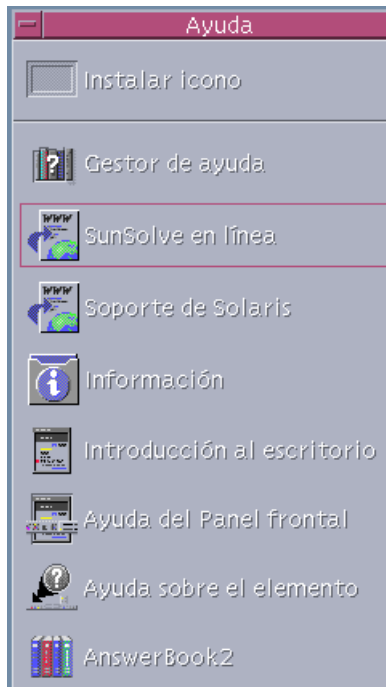 Ayuda
Instalar icono
Gestor de ayuda
SunSolve en línea
Soporte de Solaris
Información
Introducción al escritorio
Ayuda del Panel frontal
Ayuda sobre el elemento
AnswerBook2